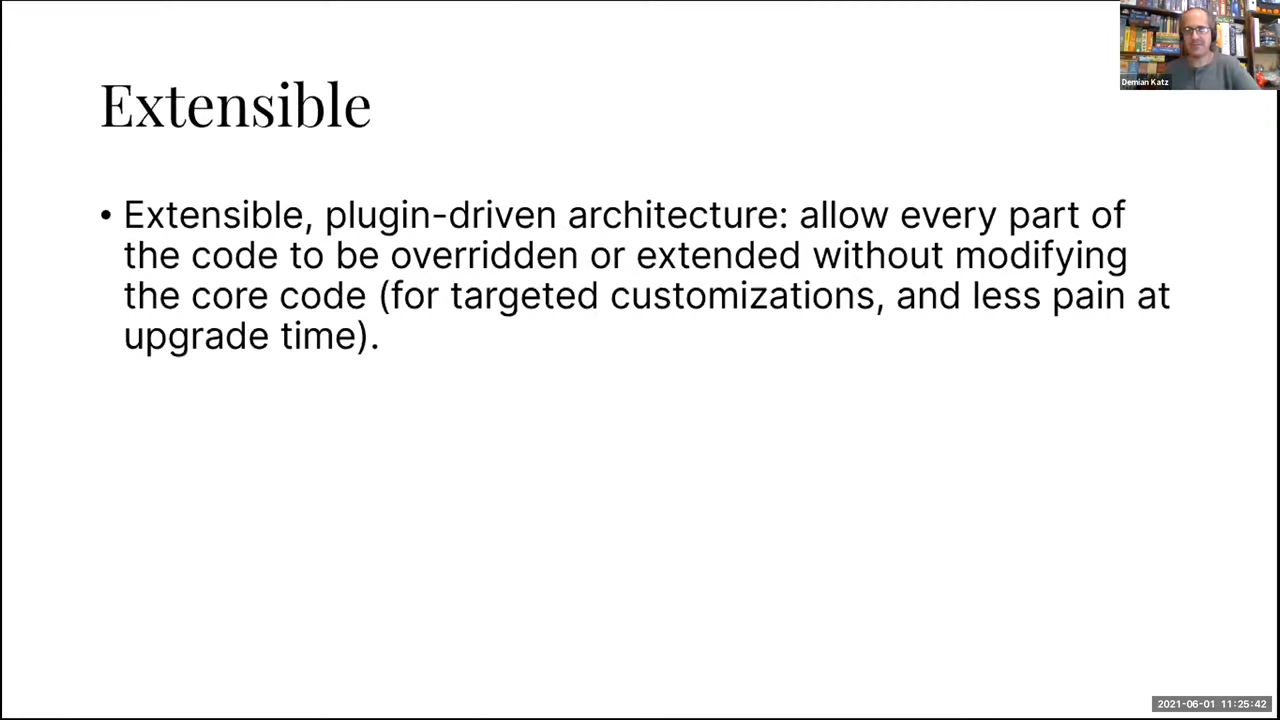 Extensible
Demian Katz
• Extensible, plugin-driven architecture: allow every part of
the code to be overridden or extended without modifying
the core code (for targeted customizations, and less pain at
upgrade time).
2021-06-01 11:25:42